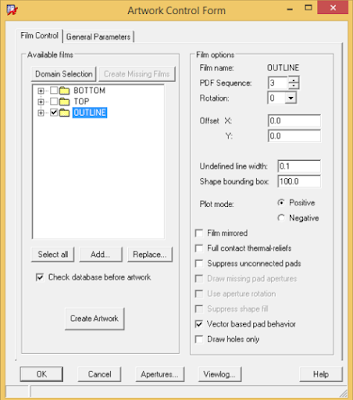 Artwork Control Form
Film Control
General Parameters
Available films
Domain Selection
Create Missing Films
BOTTOM
TOP
OUTLINE
Select all
Add...
Replace...
Check database before artwork
Create Artwork
Film options
Film name: OUTLINE
PDF Sequence: 3
Rotation: 0
Offset X: 0.0
Y: 0.0
Undefined line width: 0.1
Shape bounding box: 100.0
Plot mode: Positive
Negative
Film mirrored
Full contact thermal-reliefs
Suppress unconnected pads
Draw missing pad apertures
Use aperture rotation
Suppress shape fill
Vector based pad behavior
Draw holes only
OK
Cancel
Apertures...
Viewlog...
Help